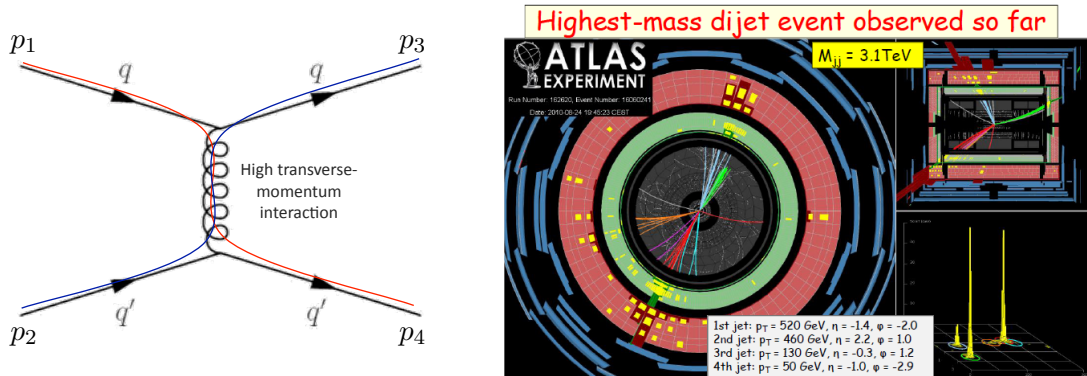 p1
p3
q
q
High transverse-
momentum
interaction
q′
q′
p2
p4
Highest-mass dijet event observed so far
ATLAS
EXPERIMENT
Run Number: 162620, Event Number: 16060241
Date: 2010-08-24 19:45:23 CEST
Mjj = 3.1TeV
1st jet: pT = 520 GeV, η = -1.4, φ = -2.0
2nd jet: pT = 460 GeV, η = 2.2, φ = 1.0
3rd jet: pT = 130 GeV, η = -0.3, φ = 1.2
4th jet: pT = 50 GeV, η = -1.0, φ = -2.9